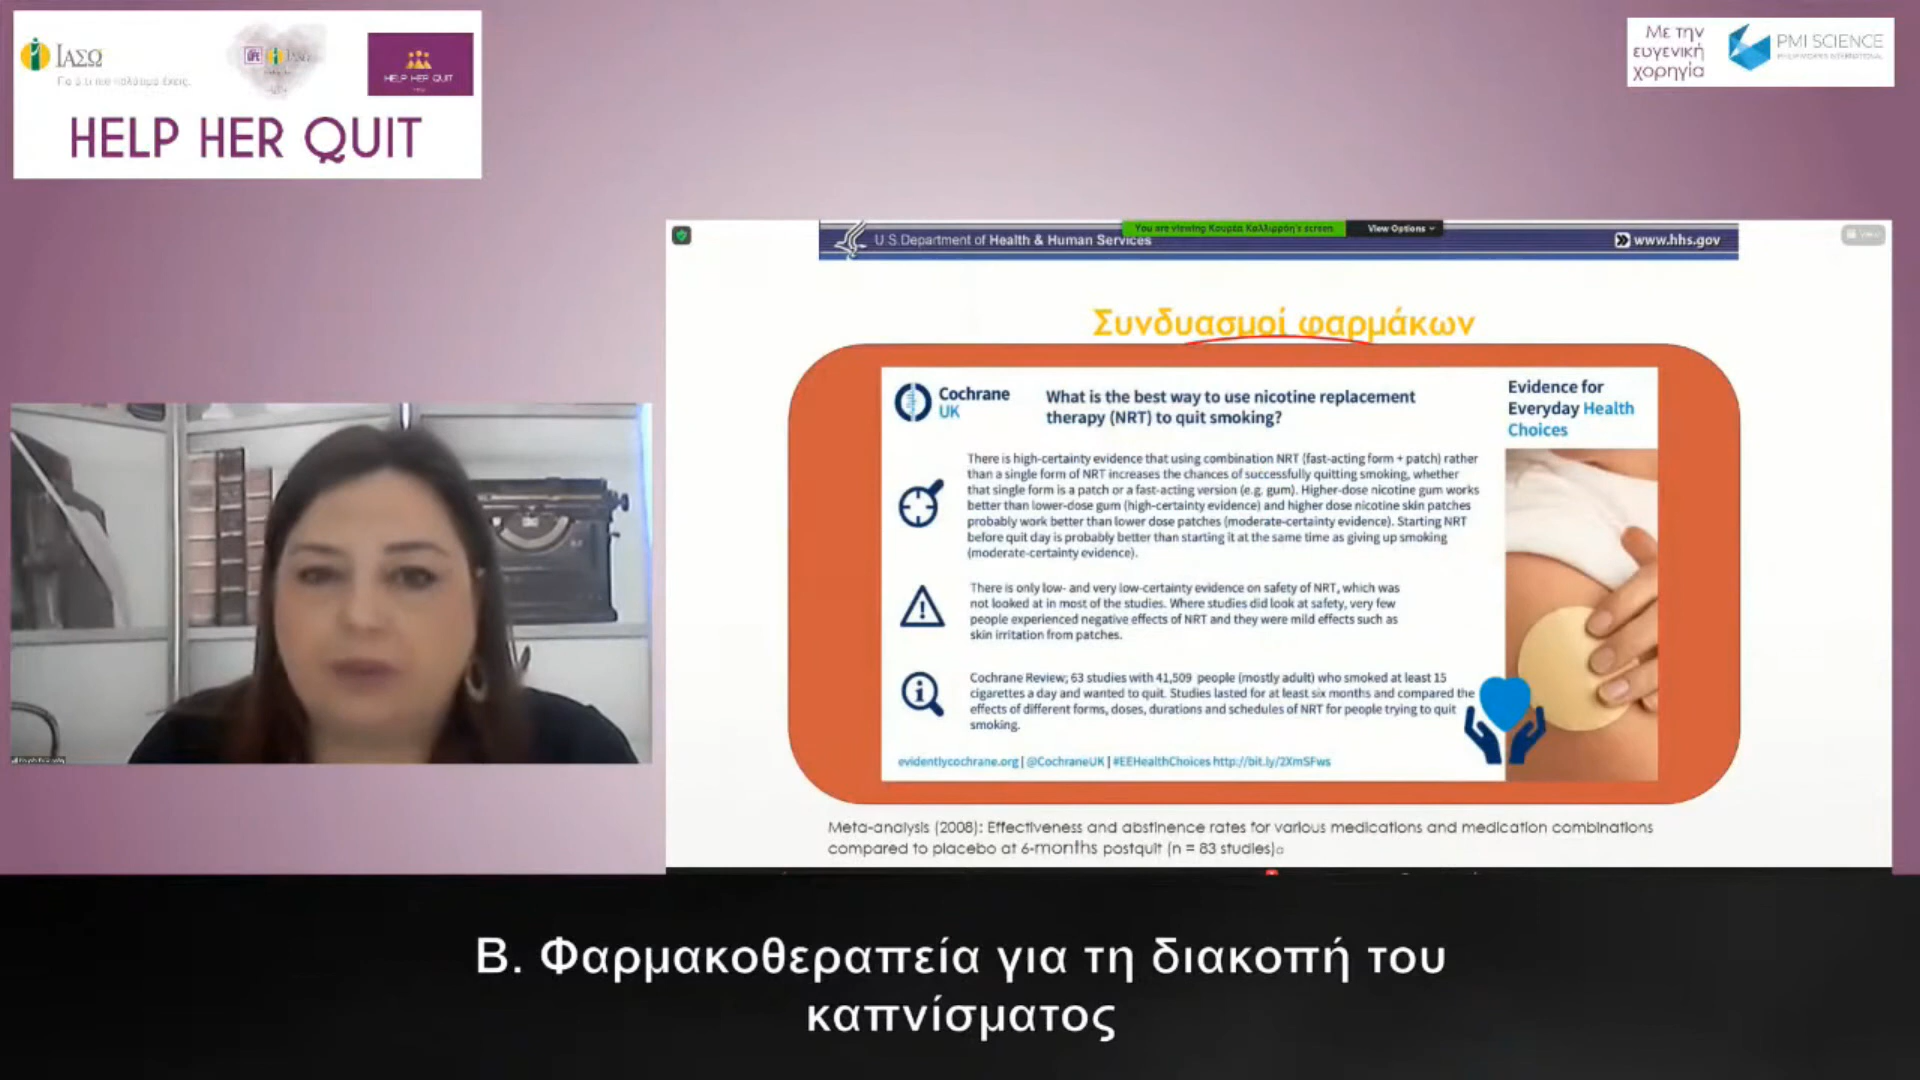 ΙΑΣΩ
HELP HER QUIT
HELP HER QUIT
Με την
ευγενική
χορηγία
PMI SCIENCE
PHILIP MORRIS INTERNATIONAL
U.S. Department of Health & Human Services
You are viewing Κουρέα Καλλιρρόη's screen
View Options
www.hhs.gov
View
Συνδυασμοί φαρμάκων
Cochrane
UK
What is the best way to use nicotine replacement
therapy (NRT) to quit smoking?
Evidence for
Everyday Health
Choices
There is high-certainty evidence that using combination NRT (fast-acting form + patch) rather
than a single form of NRT increases the chances of successfully quitting smoking, whether
that single form is a patch or a fast-acting version (e.g. gum). Higher-dose nicotine gum works
better than lower-dose gum (high-certainty evidence) and higher dose nicotine skin patches
probably work better than lower dose patches (moderate-certainty evidence). Starting NRT
before quit day is probably better than starting it at the same time as giving up smoking
(moderate-certainty evidence).
There is only low- and very low-certainty evidence on safety of NRT, which was
not looked at in most of the studies. Where studies did look at safety, very few
people experienced negative effects of NRT and they were mild effects such as
skin irritation from patches.
Cochrane Review; 63 studies with 41,509 people (mostly adult) who smoked at least 15
cigarettes a day and wanted to quit. Studies lasted for at least six months and compared the
effects of different forms, doses, durations and schedules of NRT for people trying to quit
smoking.
evidentlycochrane.org | @CochraneUK | #EEHealthChoices http://bit.ly/2XmSFws
Meta-analysis (2008): Effectiveness and abstinence rates for various medications and medication combinations
compared to placebo at 6-months postquit (n = 83 studies)a
Β. Φαρμακοθεραπεία για τη διακοπή του
καπνίσματος